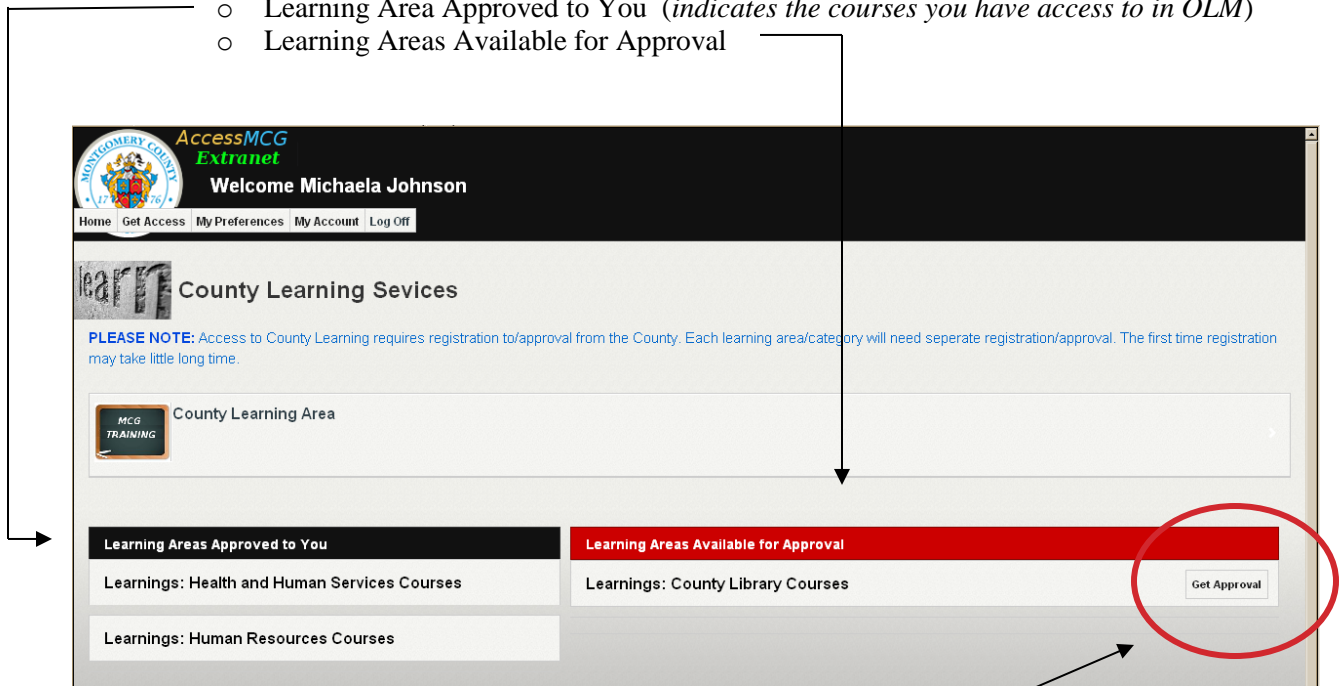 o Learning Area Approved to You (indicates the courses you have access to in OLM)
o Learning Areas Available for Approval
MONTGOMERY COUNTY
17 76
AccessMCG
Extranet
Welcome Michaela Johnson
Home Get Access My Preferences My Account Log Off
learn
County Learning Sevices
PLEASE NOTE: Access to County Learning requires registration to/approval from the County. Each learning area/category will need seperate registration/approval. The first time registration
may take little long time.
MCG
TRAINING
County Learning Area
Learning Areas Approved to You
Learnings: Health and Human Services Courses
Learnings: Human Resources Courses
Learning Areas Available for Approval
Learnings: County Library Courses
Get Approval